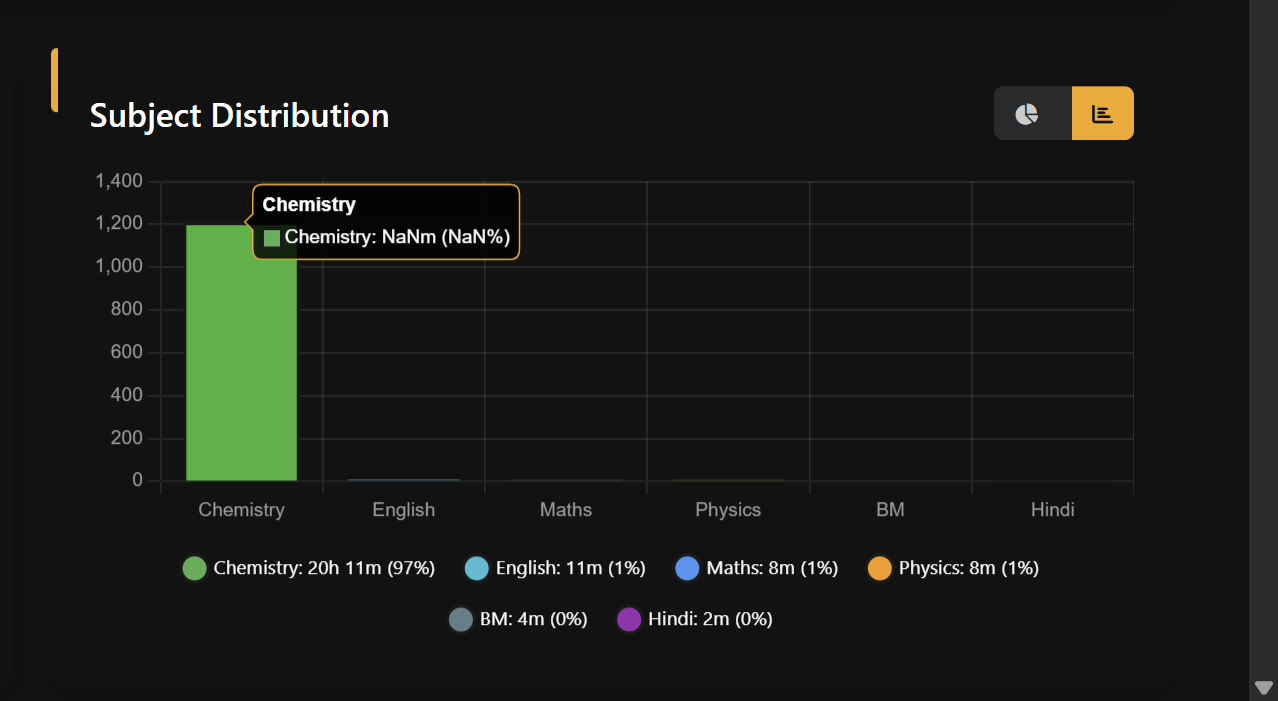 Subject Distribution
1,400
1,200
1,000
800
600
400
200
0
Chemistry
Chemistry: NaNm (NaN%)
Chemistry English Maths Physics BM Hindi
Chemistry: 20h 11m (97%) English: 11m (1%) Maths: 8m (1%) Physics: 8m (1%)
BM: 4m (0%) Hindi: 2m (0%)